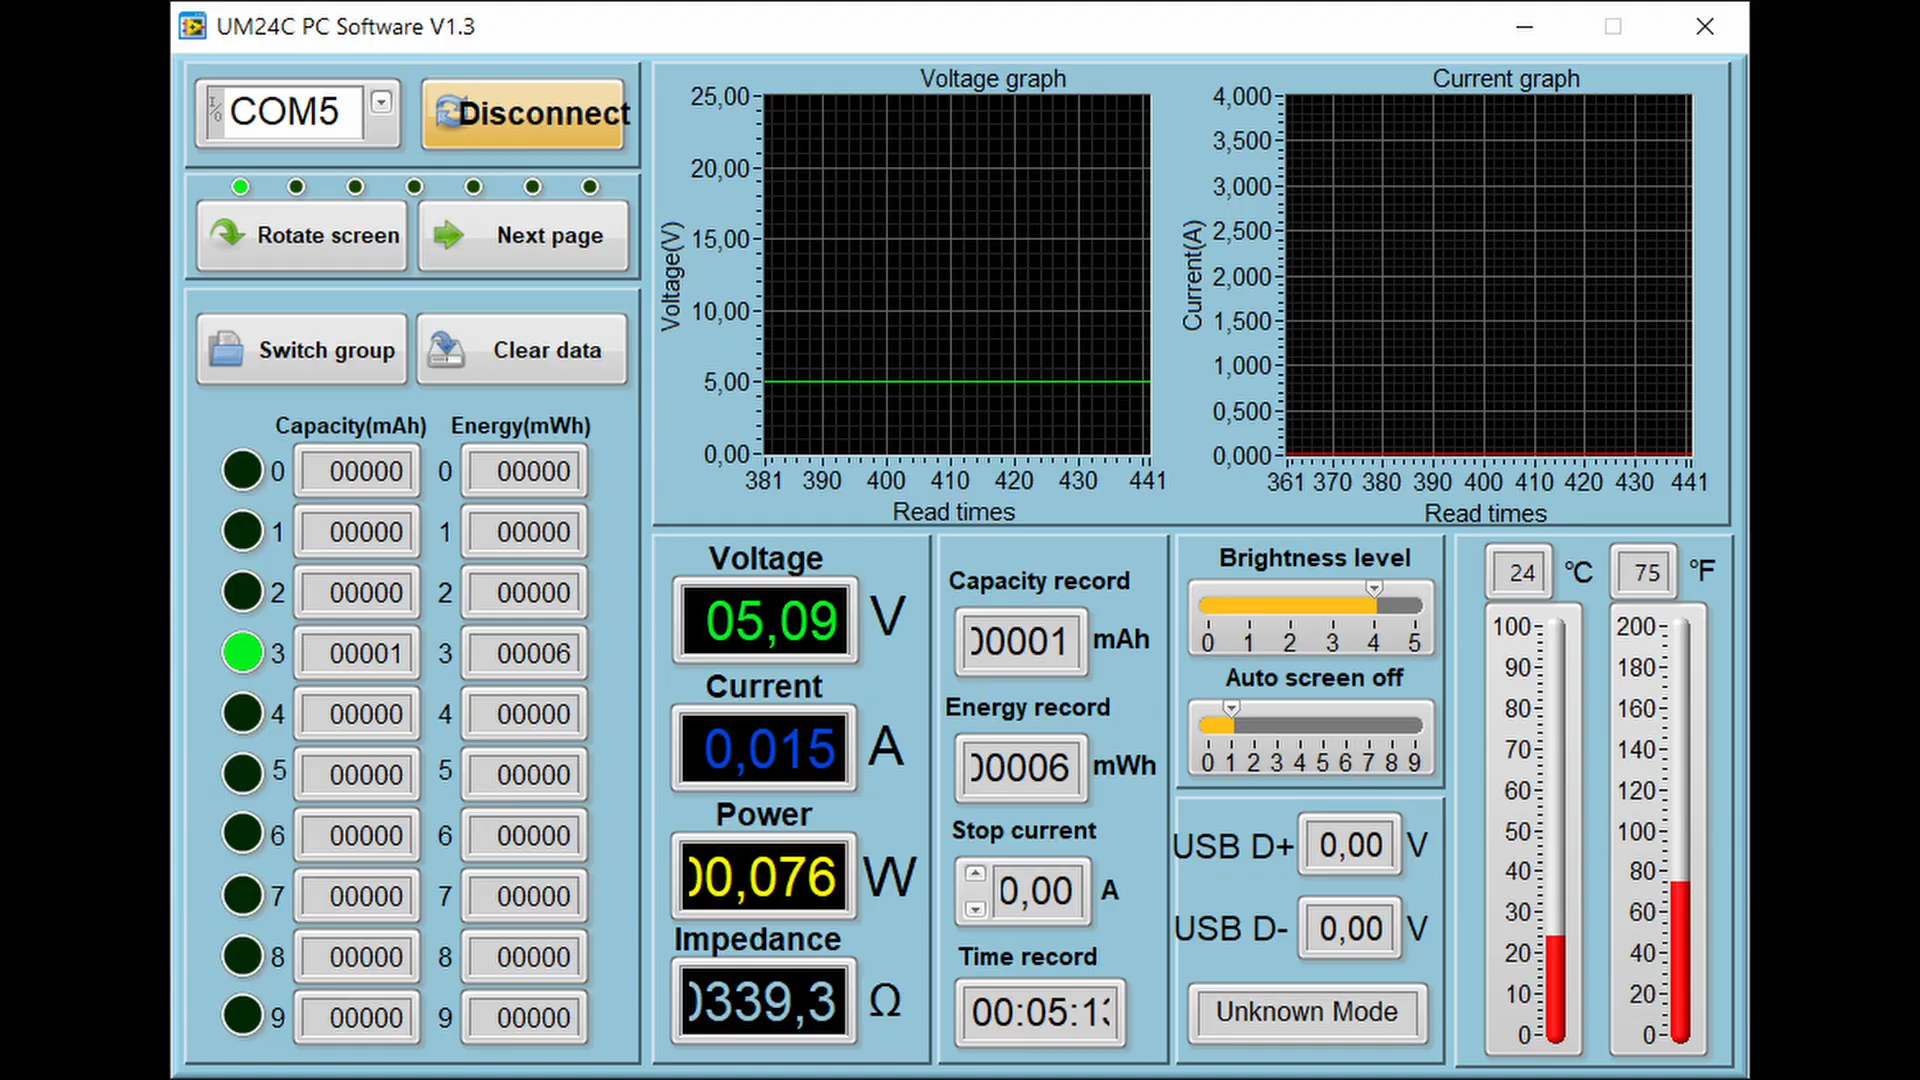 UM24C PC Software V1.3
COM5
Disconnect
Rotate screen
Next page
Switch group
Clear data
Capacity(mAh) Energy(mWh)
0 00000 0 00000
1 00000 1 00000
2 00000 2 00000
3 00001 3 00006
4 00000 4 00000
5 00000 5 00000
6 00000 6 00000
7 00000 7 00000
8 00000 8 00000
9 00000 9 00000
Voltage graph
Voltage(V)
25,00
20,00
15,00
10,00
5,00
0,00
381 390 400 410 420 430 441
Read times
Current graph
Current(A)
4,000
3,500
3,000
2,500
2,000
1,500
1,000
0,500
0,000
361 370 380 390 400 410 420 430 441
Read times
Voltage
05,09 V
Current
0,015 A
Power
00,076 W
Impedance
0339,3 Ω
Capacity record
00001 mAh
Energy record
00006 mWh
Stop current
0,00 A
Time record
00:05:13
Brightness level
0 1 2 3 4 5
Auto screen off
0 1 2 3 4 5 6 7 8 9
USB D+ 0,00 V
USB D- 0,00 V
Unknown Mode
24 °C
100
90
80
70
60
50
40
30
20
10
0
75 °F
200
180
160
140
120
100
80
60
40
20
0